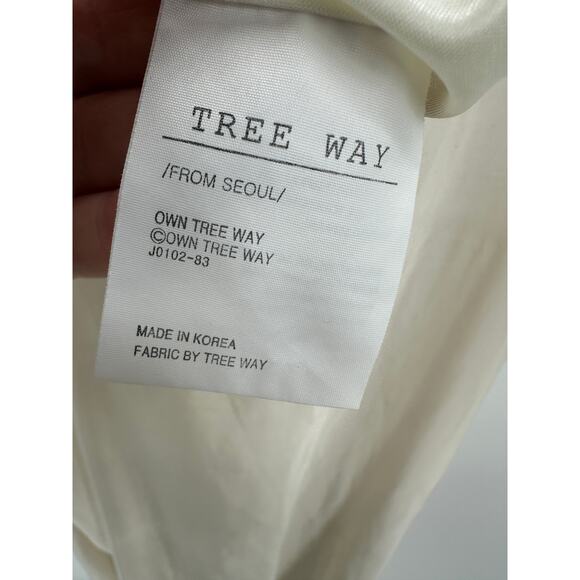 TREE WAY
/FROM SEOUL/
OWN TREE WAY
©OWN TREE WAY
J0102-83
MADE IN KOREA
FABRIC BY TREE WAY